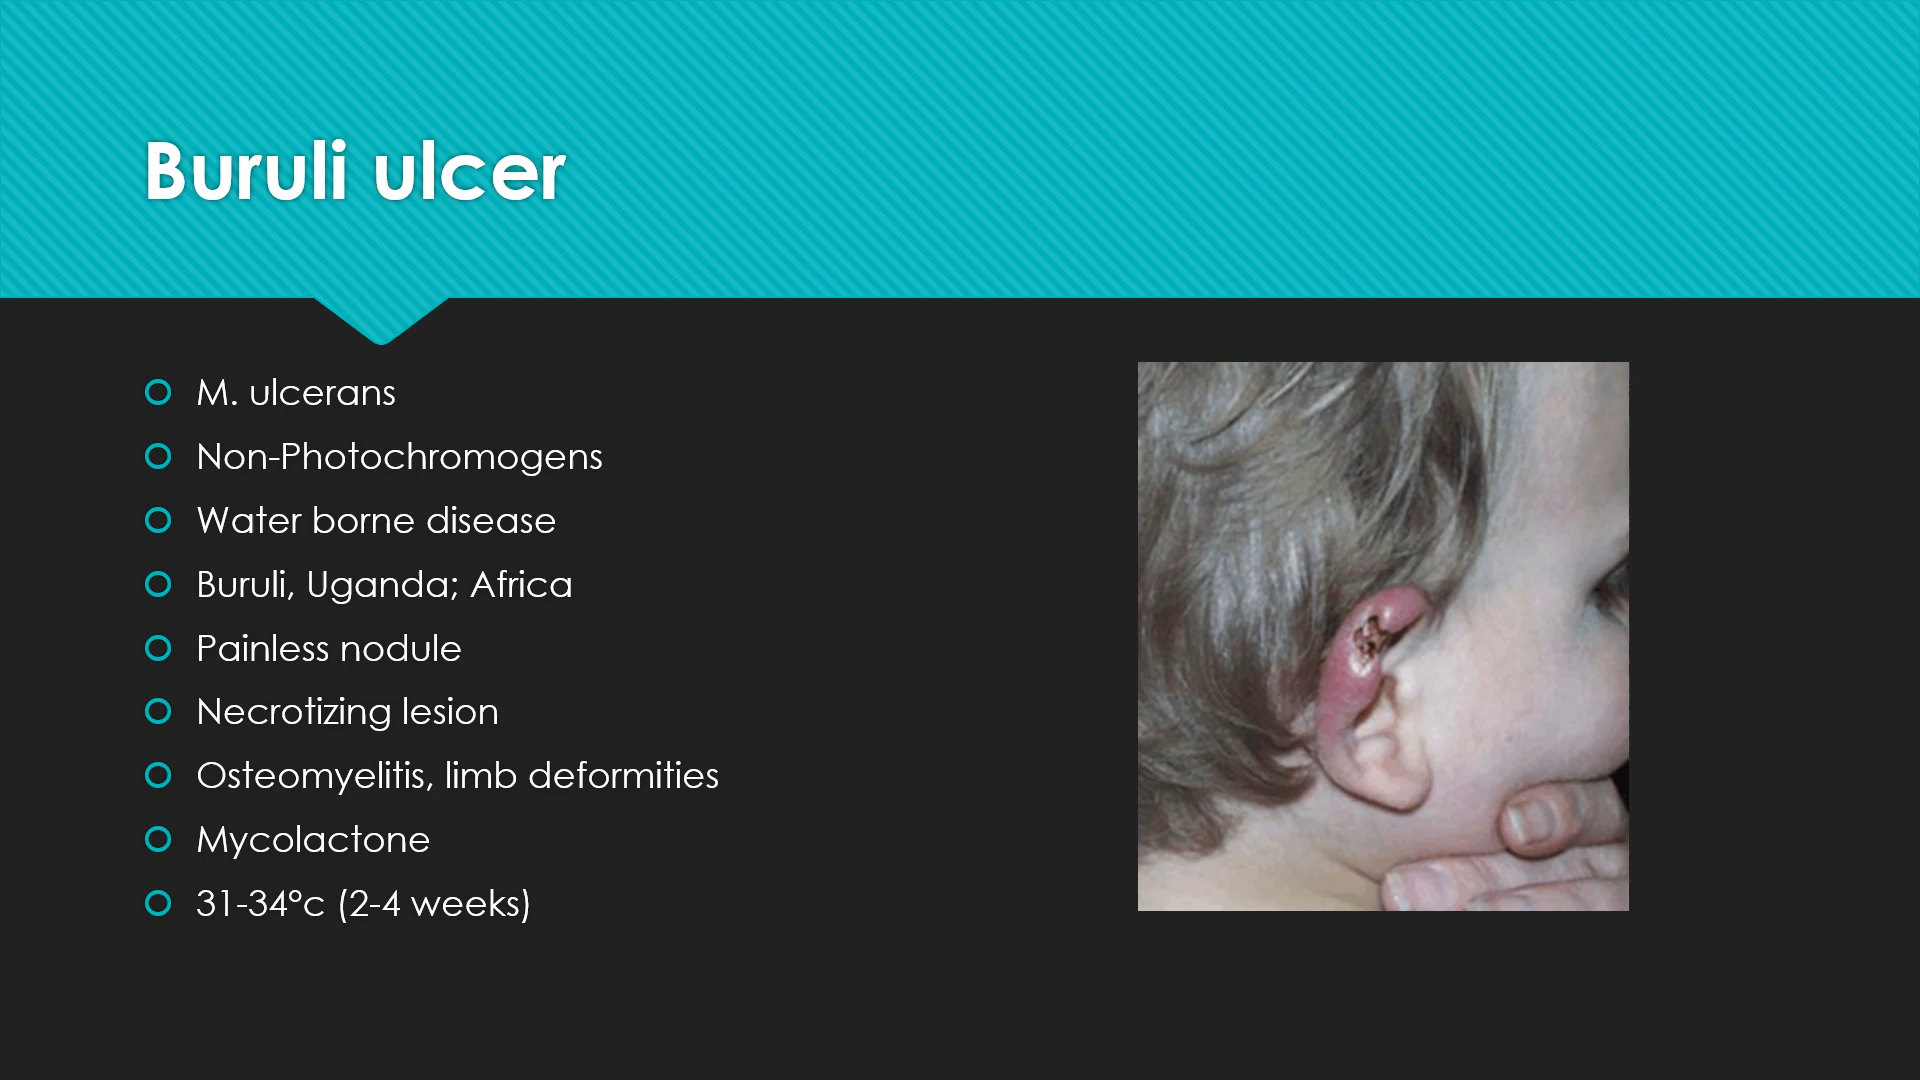 Buruli ulcer
M. ulcerans
Non-Photochromogens
Water borne disease
Buruli, Uganda; Africa
Painless nodule
Necrotizing lesion
Osteomyelitis, limb deformities
Mycolactone
31-34°c (2-4 weeks)